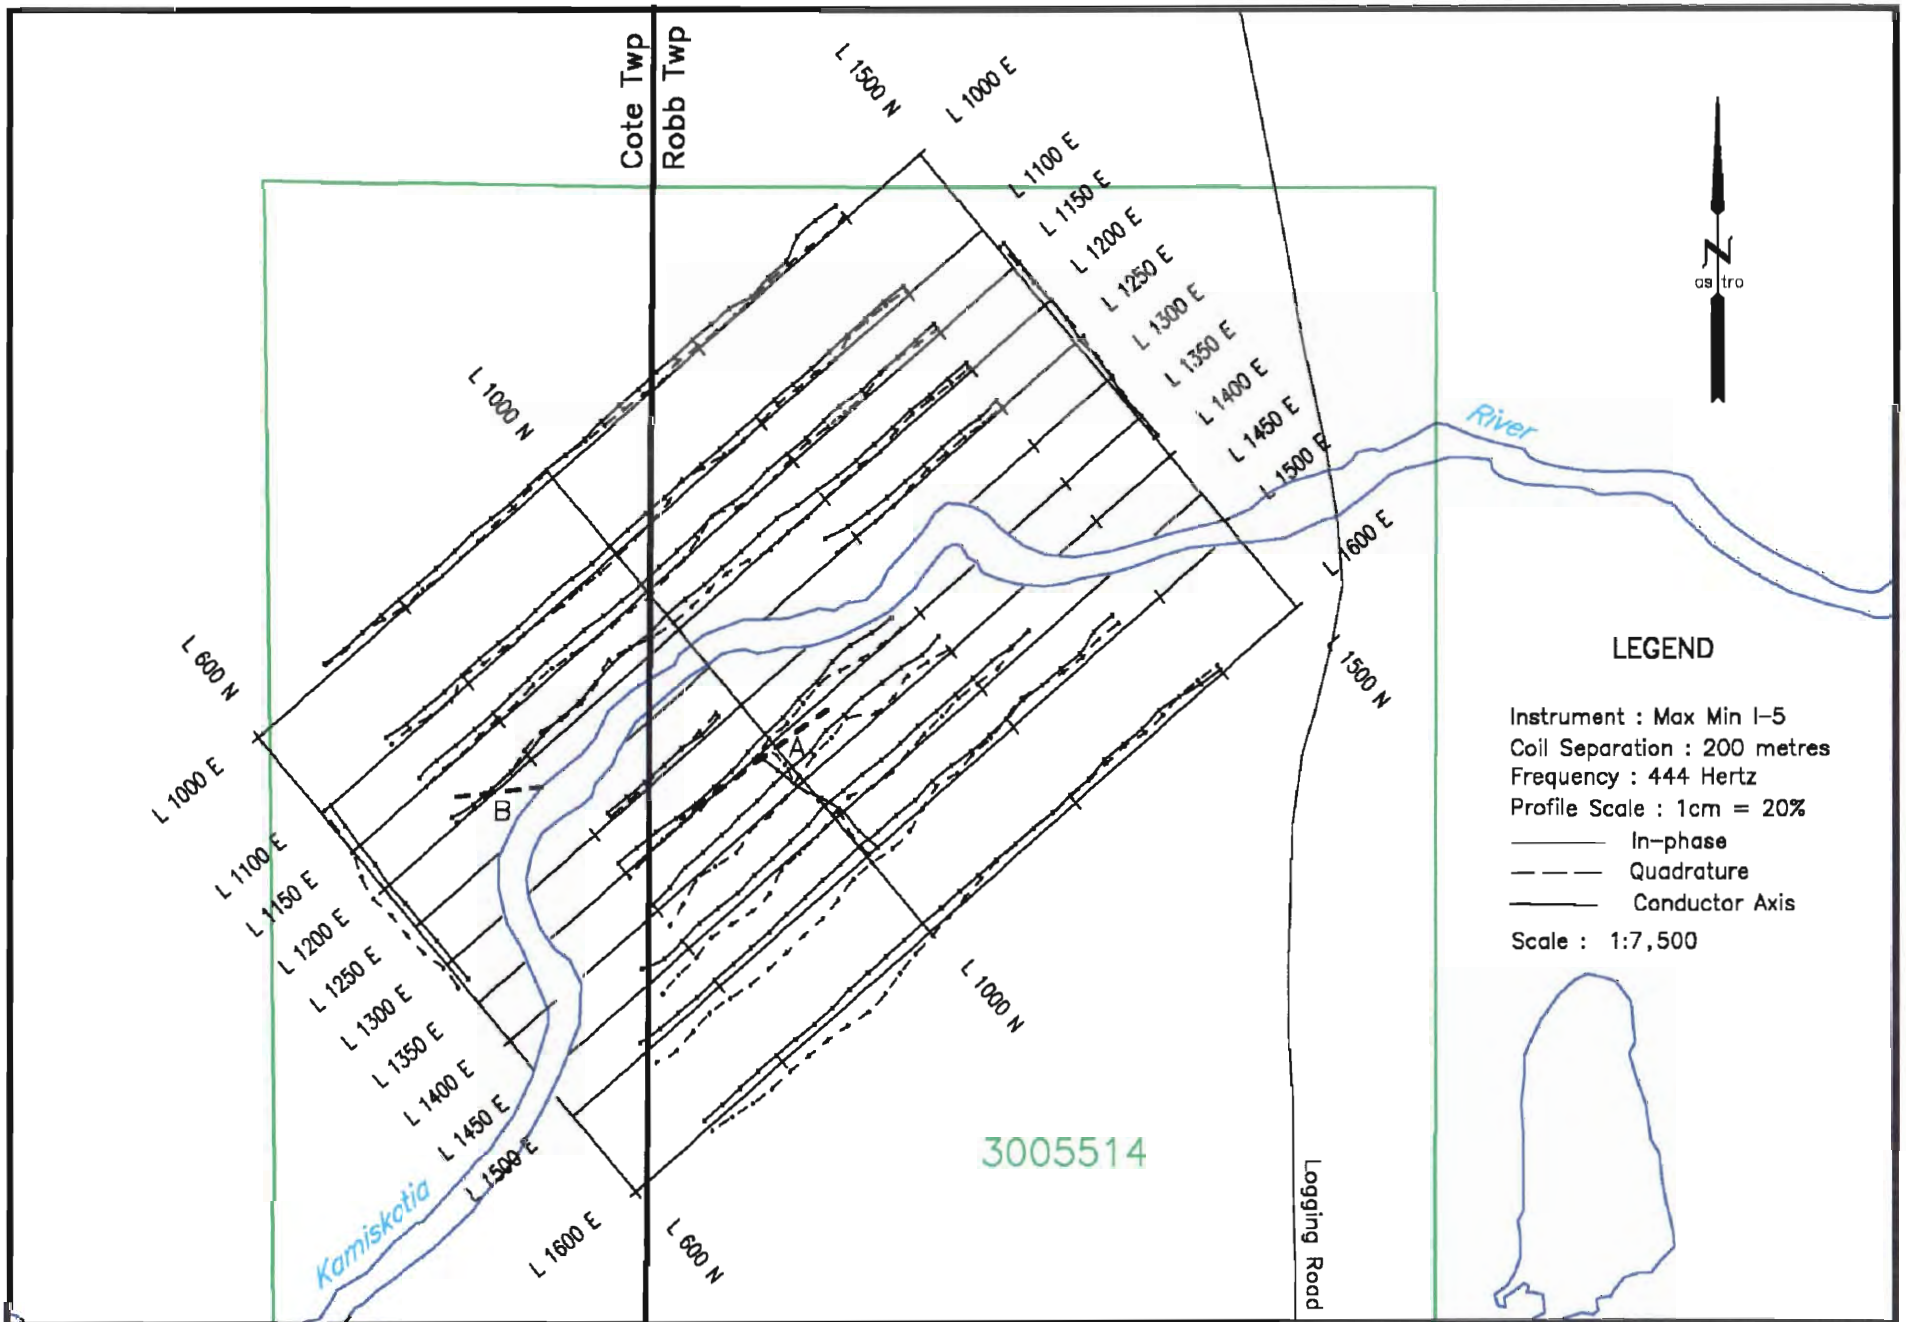 Cote Twp
Robb Twp
L 1500 N
L 1000 E
L 1100 E
L 1150 E
L 1200 E
L 1250 E
L 1300 E
L 1350 E
L 1400 E
L 1450 E
L 1500 E
L 1600 E
L 1500 N
N
astro
River
L 1000 N
L 600 N
L 1000 E
L 1100 E
L 1150 E
L 1200 E
L 1250 E
L 1300 E
L 1350 E
L 1400 E
L 1450 E
L 1500 E
L 1600 E
L 600 N
L 1000 N
A
B
Kamiskotia
3005514
Logging Road
LEGEND
Instrument : Max Min I-5
Coil Separation : 200 metres
Frequency : 444 Hertz
Profile Scale : 1cm = 20%
In-phase
Quadrature
Conductor Axis
Scale : 1:7,500